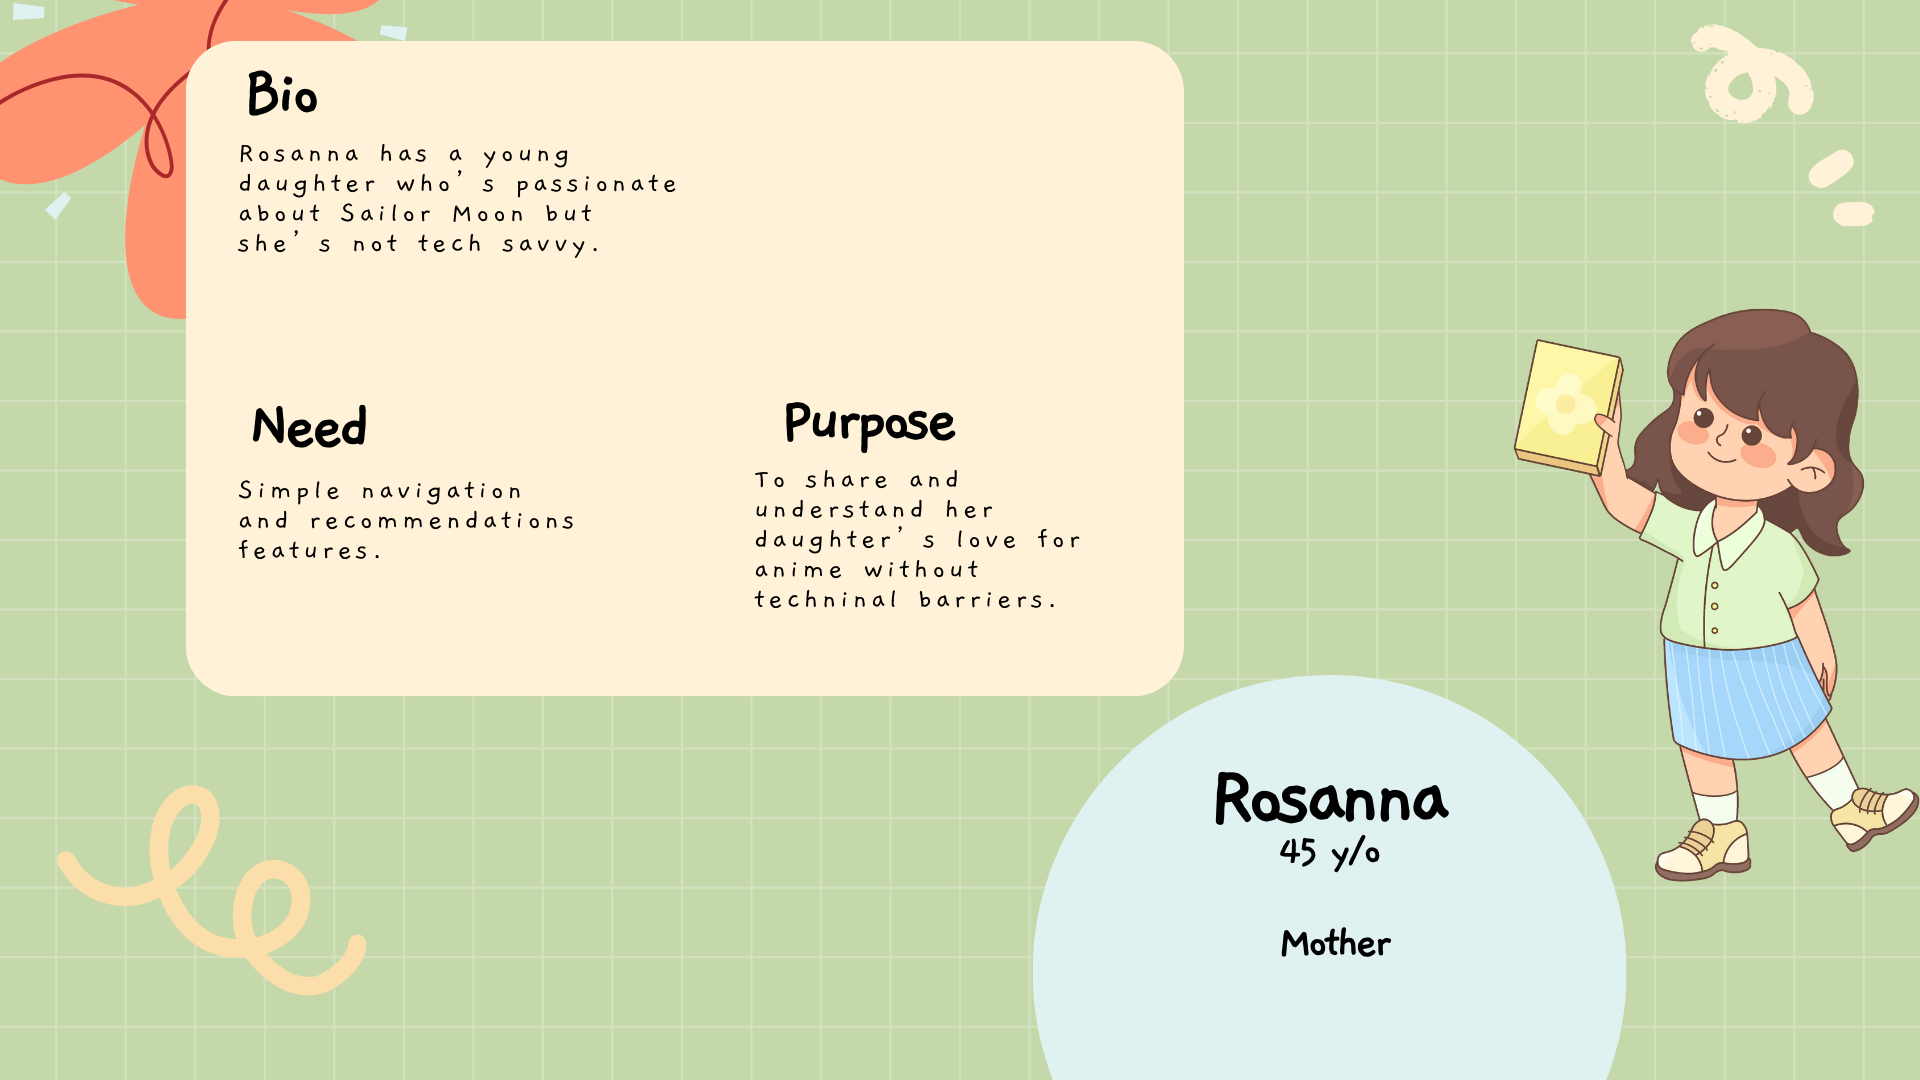 Bio
Rosanna has a young
daughter who’s passionate
about Sailor Moon but
she’s not tech savvy.
Need
Simple navigation
and recommendations
features.
Purpose
To share and
understand her
daughter’s love for
anime without
techninal barriers.
Rosanna
45 y/o
Mother